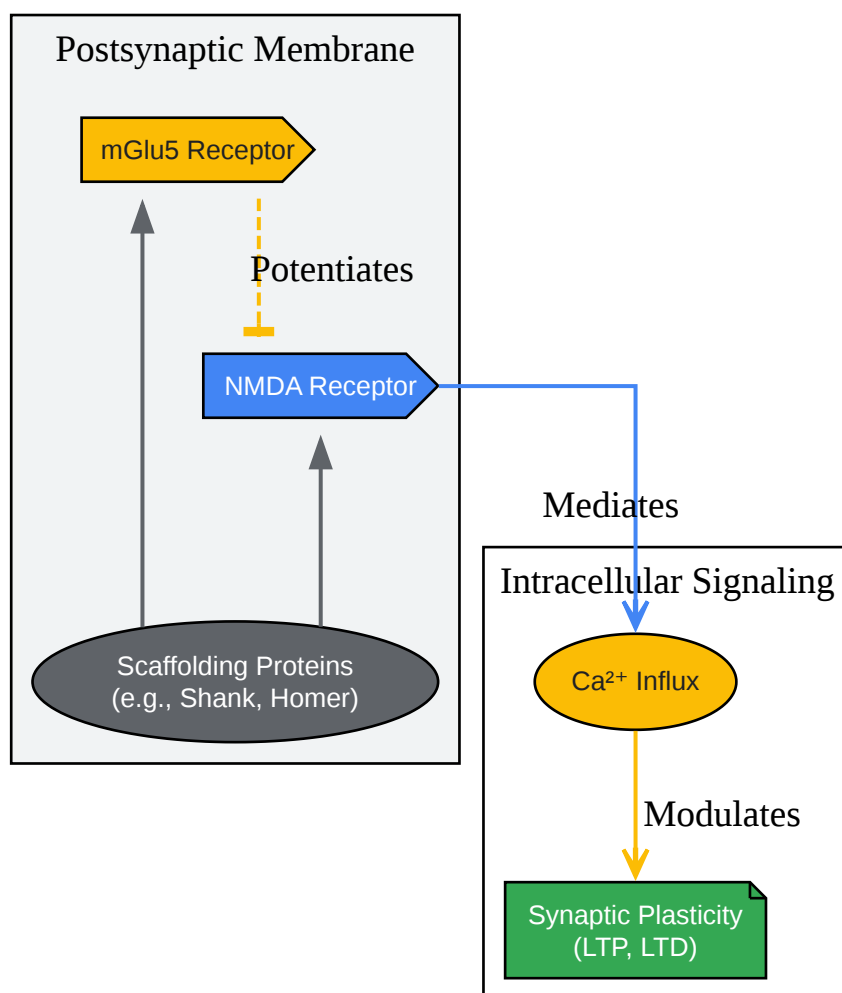 Postsynaptic Membrane
mGlu5 Receptor
Potentiates
NMDA Receptor
Mediates
Intracellular Signaling
Scaffolding Proteins
(e.g., Shank, Homer)
Ca²⁺ Influx
Modulates
Synaptic Plasticity
(LTP, LTD)